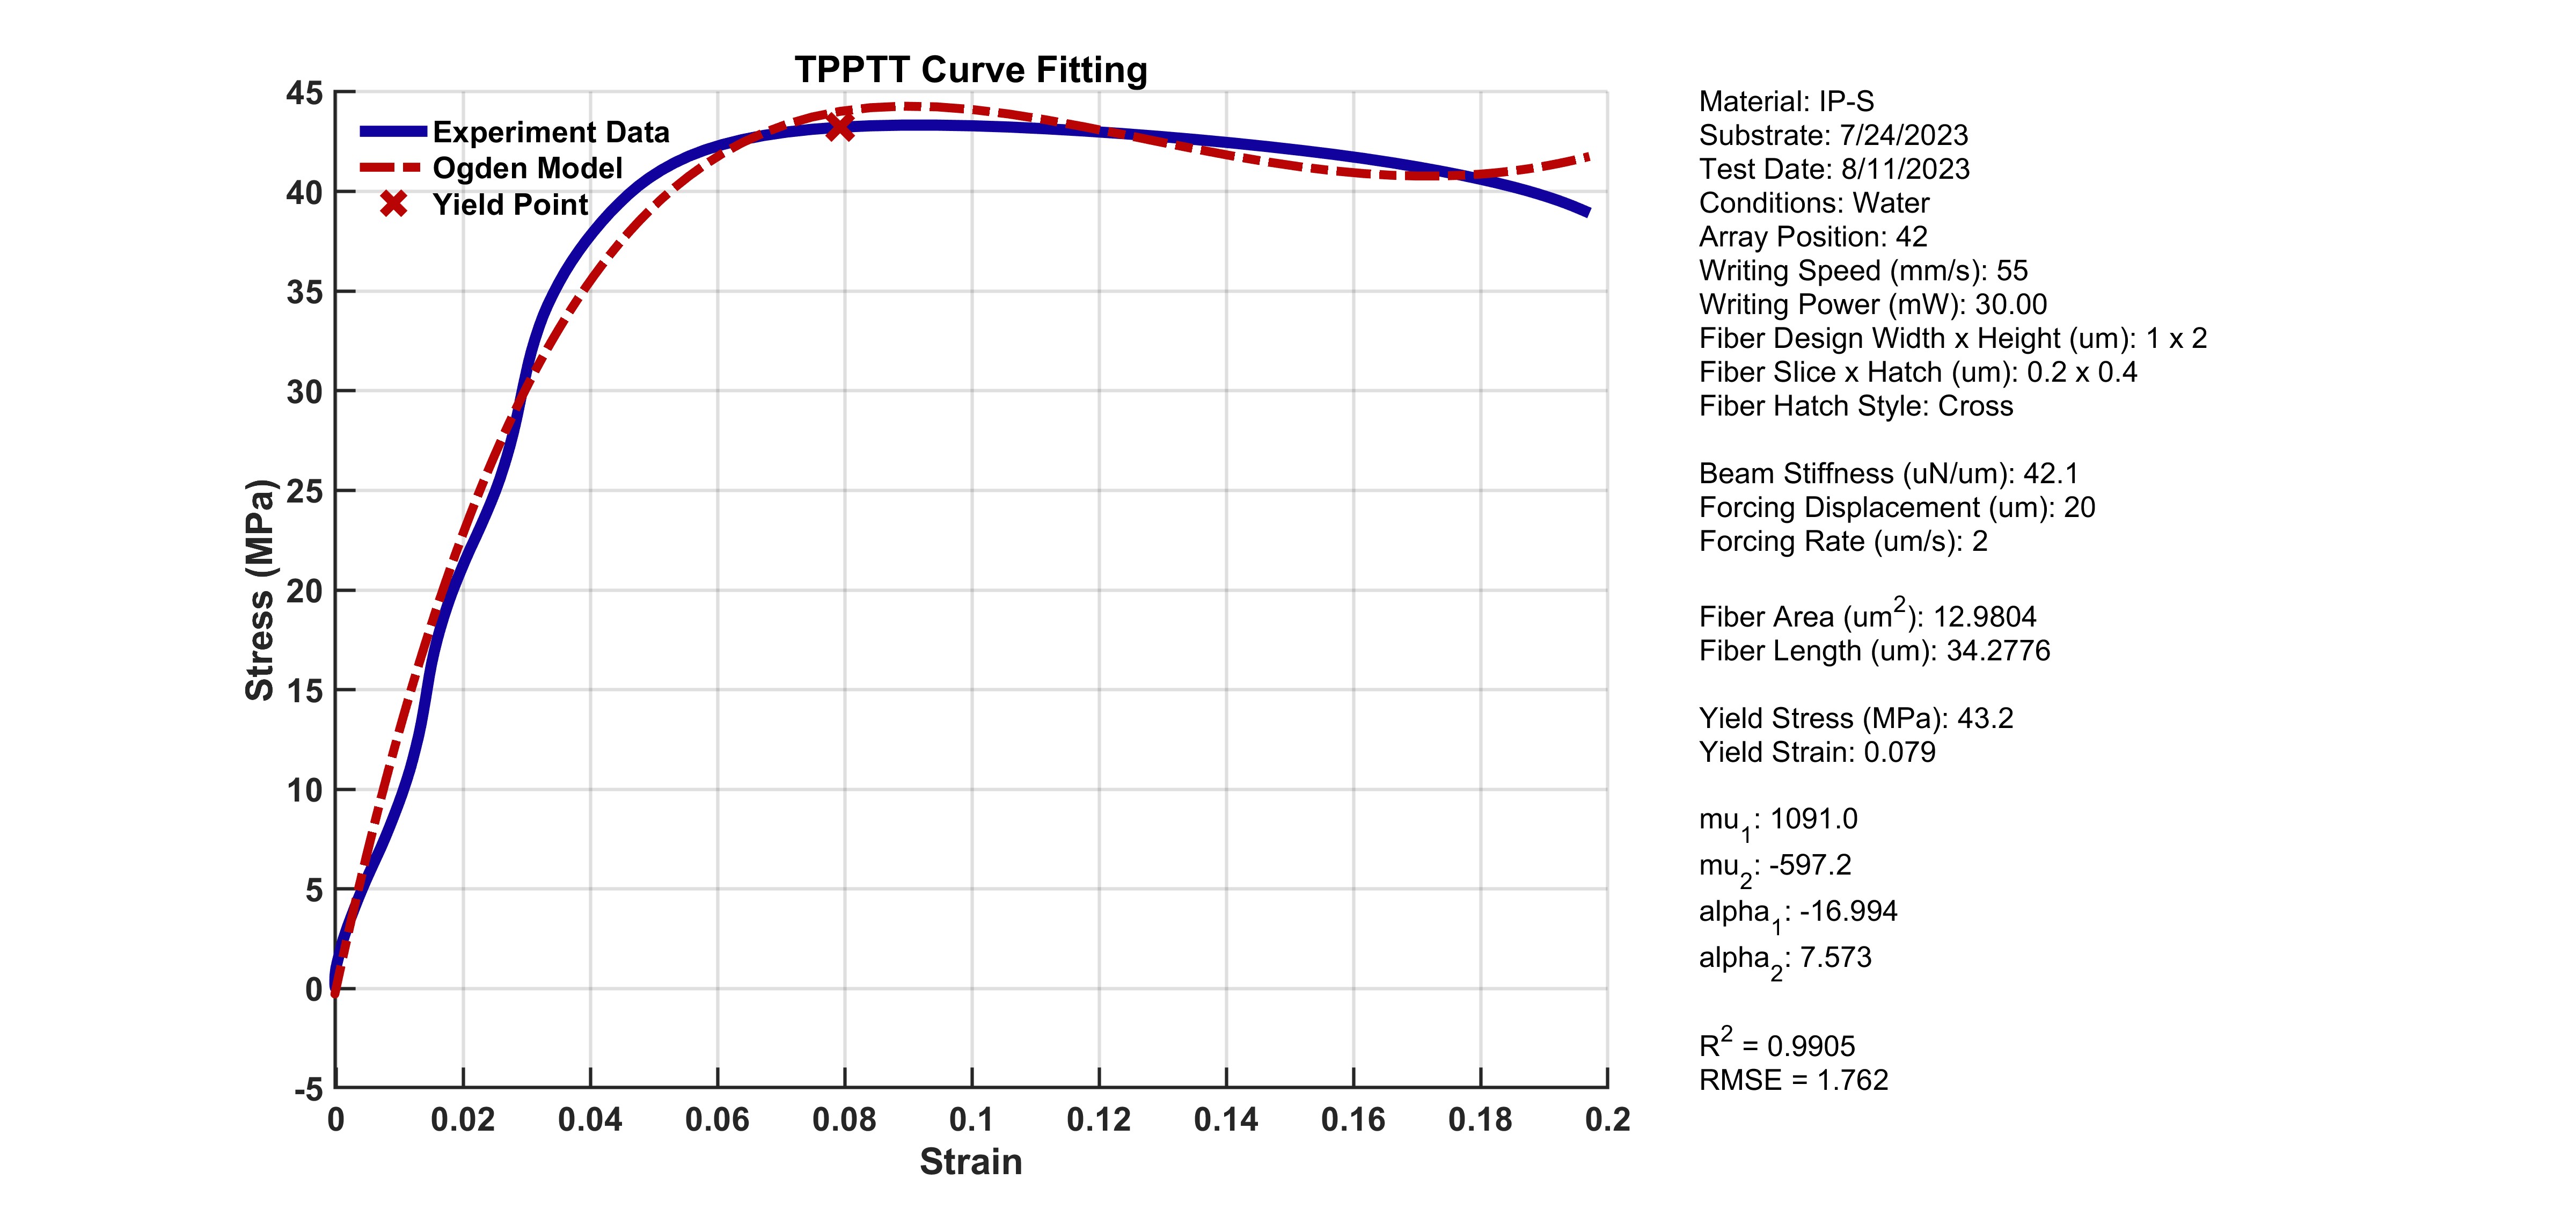 TPPTT Curve Fitting
Experiment Data
Ogden Model
Yield Point
Stress (MPa)
45
40
35
30
25
20
15
10
5
0
-5
0 0.02 0.04 0.06 0.08 0.1 0.12 0.14 0.16 0.18 0.2
Strain
Material: IP-S
Substrate: 7/24/2023
Test Date: 8/11/2023
Conditions: Water
Array Position: 42
Writing Speed (mm/s): 55
Writing Power (mW): 30.00
Fiber Design Width x Height (um): 1 x 2
Fiber Slice x Hatch (um): 0.2 x 0.4
Fiber Hatch Style: Cross
Beam Stiffness (uN/um): 42.1
Forcing Displacement (um): 20
Forcing Rate (um/s): 2
Fiber Area (um²): 12.9804
Fiber Length (um): 34.2776
Yield Stress (MPa): 43.2
Yield Strain: 0.079
mu₁: 1091.0
mu₂: -597.2
alpha₁: -16.994
alpha₂: 7.573
R² = 0.9905
RMSE = 1.762